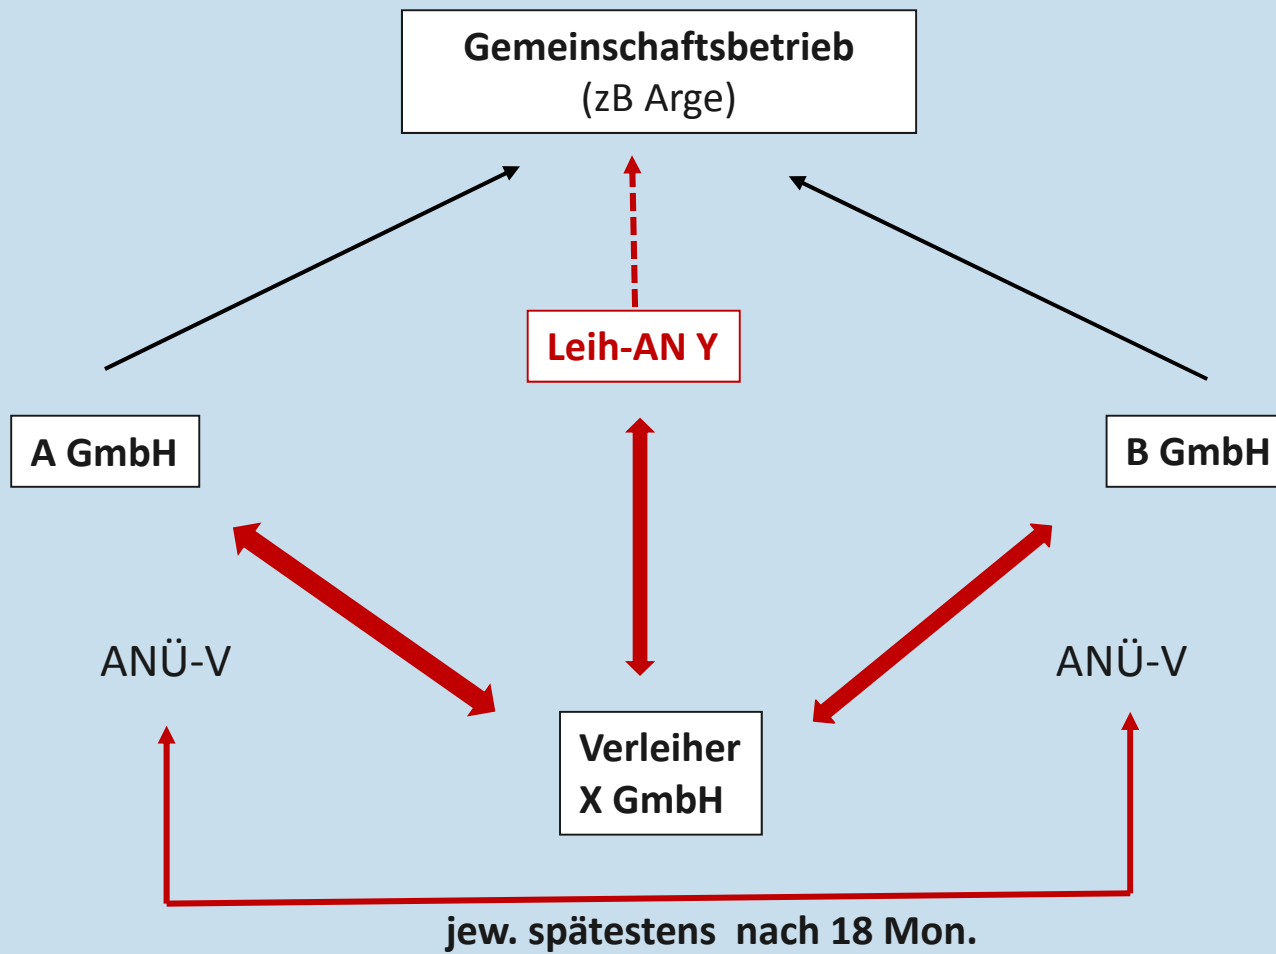 Gemeinschaftsbetrieb
(zB Arge)
Leih-AN Y
A GmbH
B GmbH
ANÜ-V
ANÜ-V
Verleiher
X GmbH
jew. spätestens  nach 18 Mon.